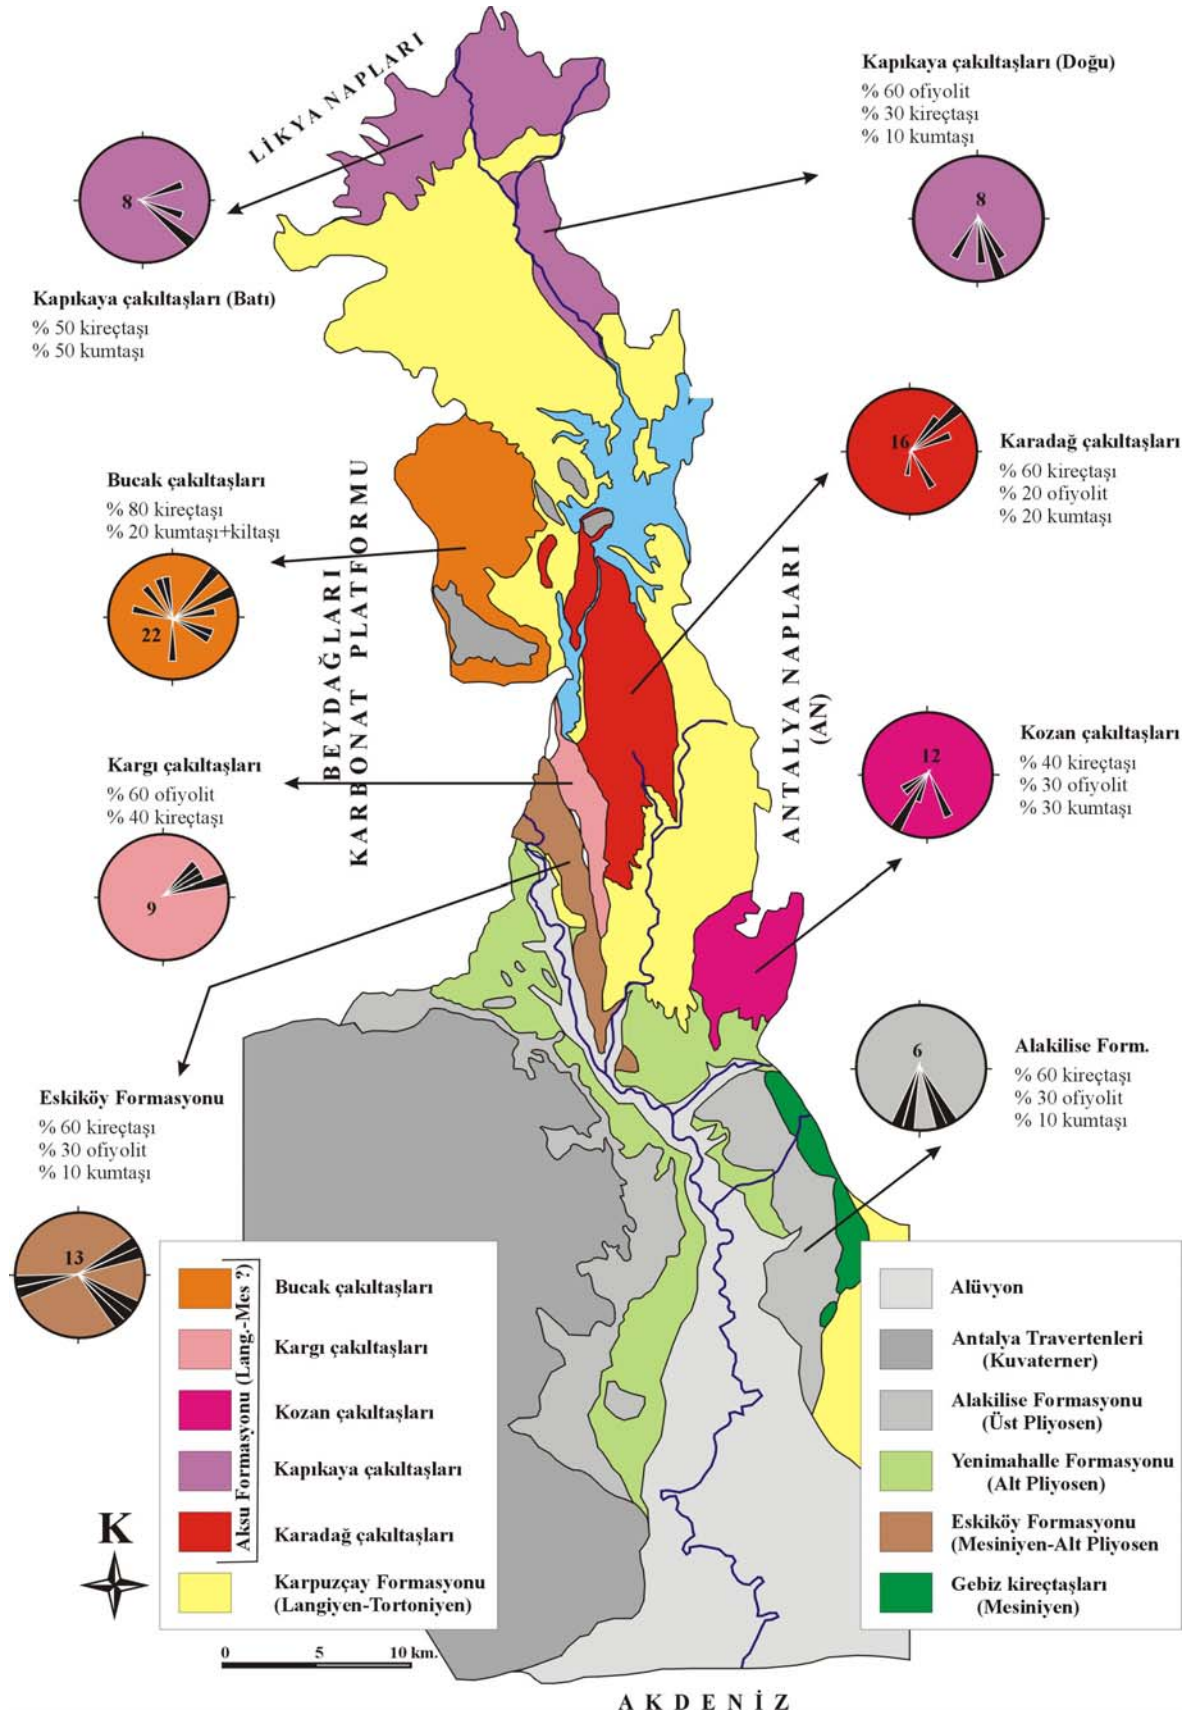 LİKYA NAPLARI
Kapıkaya çakıltaşları (Doğu)
% 60 ofiyolit
% 30 kireçtaşı
% 10 kumtaşı
8
8
Kapıkaya çakıltaşları (Batı)
% 50 kireçtaşı
% 50 kumtaşı
16
Karadağ çakıltaşları
% 60 kireçtaşı
% 20 ofiyolit
% 20 kumtaşı
Bucak çakıltaşları
% 80 kireçtaşı
% 20 kumtaşı+kiltaşı
22
BEYDAĞLARI
KARBONAT PLATFORMU
ANTALYA NAPLARI
(AN)
Kozan çakıltaşları
% 40 kireçtaşı
% 30 ofiyolit
% 30 kumtaşı
12
Kargı çakıltaşları
% 60 ofiyolit
% 40 kireçtaşı
9
Alakilise Form.
% 60 kireçtaşı
% 30 ofiyolit
% 10 kumtaşı
6
Eskiköy Formasyonu
% 60 kireçtaşı
% 30 ofiyolit
% 10 kumtaşı
13
Aksu Formasyonu (Lang.-Mes ?)
Bucak çakıltaşları
Kargı çakıltaşları
Kozan çakıltaşları
Kapıkaya çakıltaşları
Karadağ çakıltaşları
Karpuzçay Formasyonu
(Langiyen-Tortoniyen)
Alüvyon
Antalya Travertenleri
(Kuvaterner)
Alakilise Formasyonu
(Üst Pliyosen)
Yenimahalle Formasyonu
(Alt Pliyosen)
Eskiköy Formasyonu
(Mesiniyen-Alt Pliyosen
Gebiz kireçtaşları
(Mesiniyen)
K
0 5 10 km.
AKDENİZ